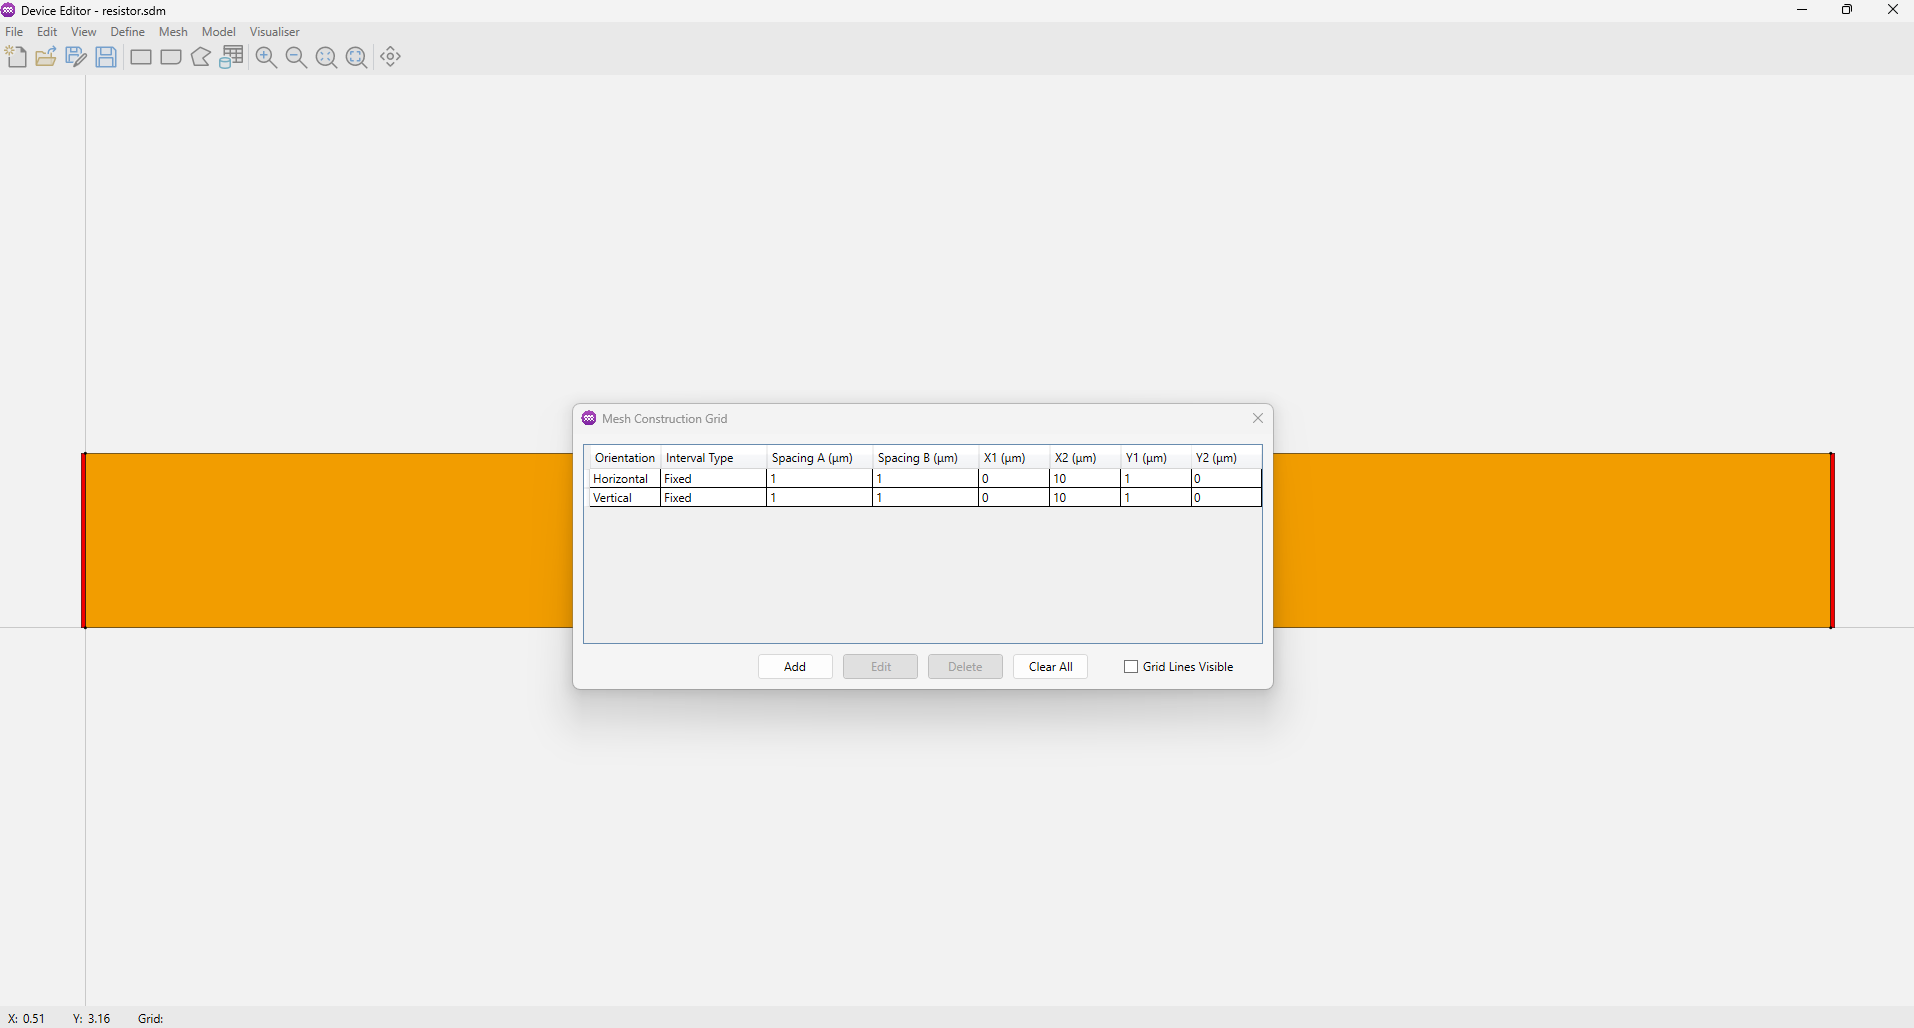 Device Editor - resistor.sdm
File Edit View Define Mesh Model Visualiser
Mesh Construction Grid
Orientation Interval Type Spacing A (µm) Spacing B (µm) X1 (µm) X2 (µm) Y1 (µm) Y2 (µm)
Horizontal Fixed 1 1 0 10 1 0
Vertical Fixed 1 1 0 10 1 0
Add Edit Delete Clear All Grid Lines Visible
X: 0.51 Y: 3.16 Grid: